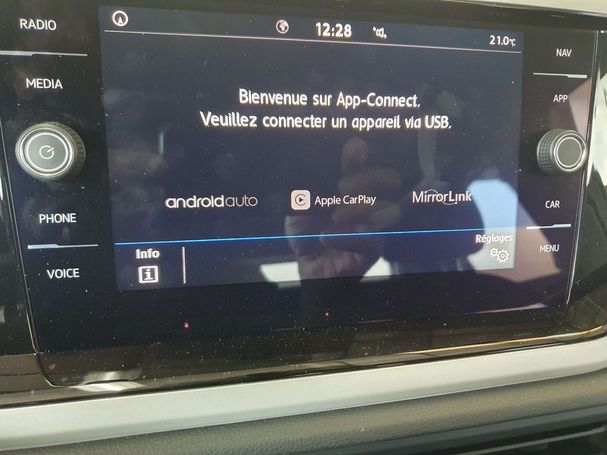 RADIO
MEDIA
PHONE
VOICE
12:28
21.0°C
Bienvenue sur App-Connect.
Veuillez connecter un appareil via USB.
androidauto
Apple CarPlay
MirrorLink
Info
Réglages
NAV
APP
CAR
MENU